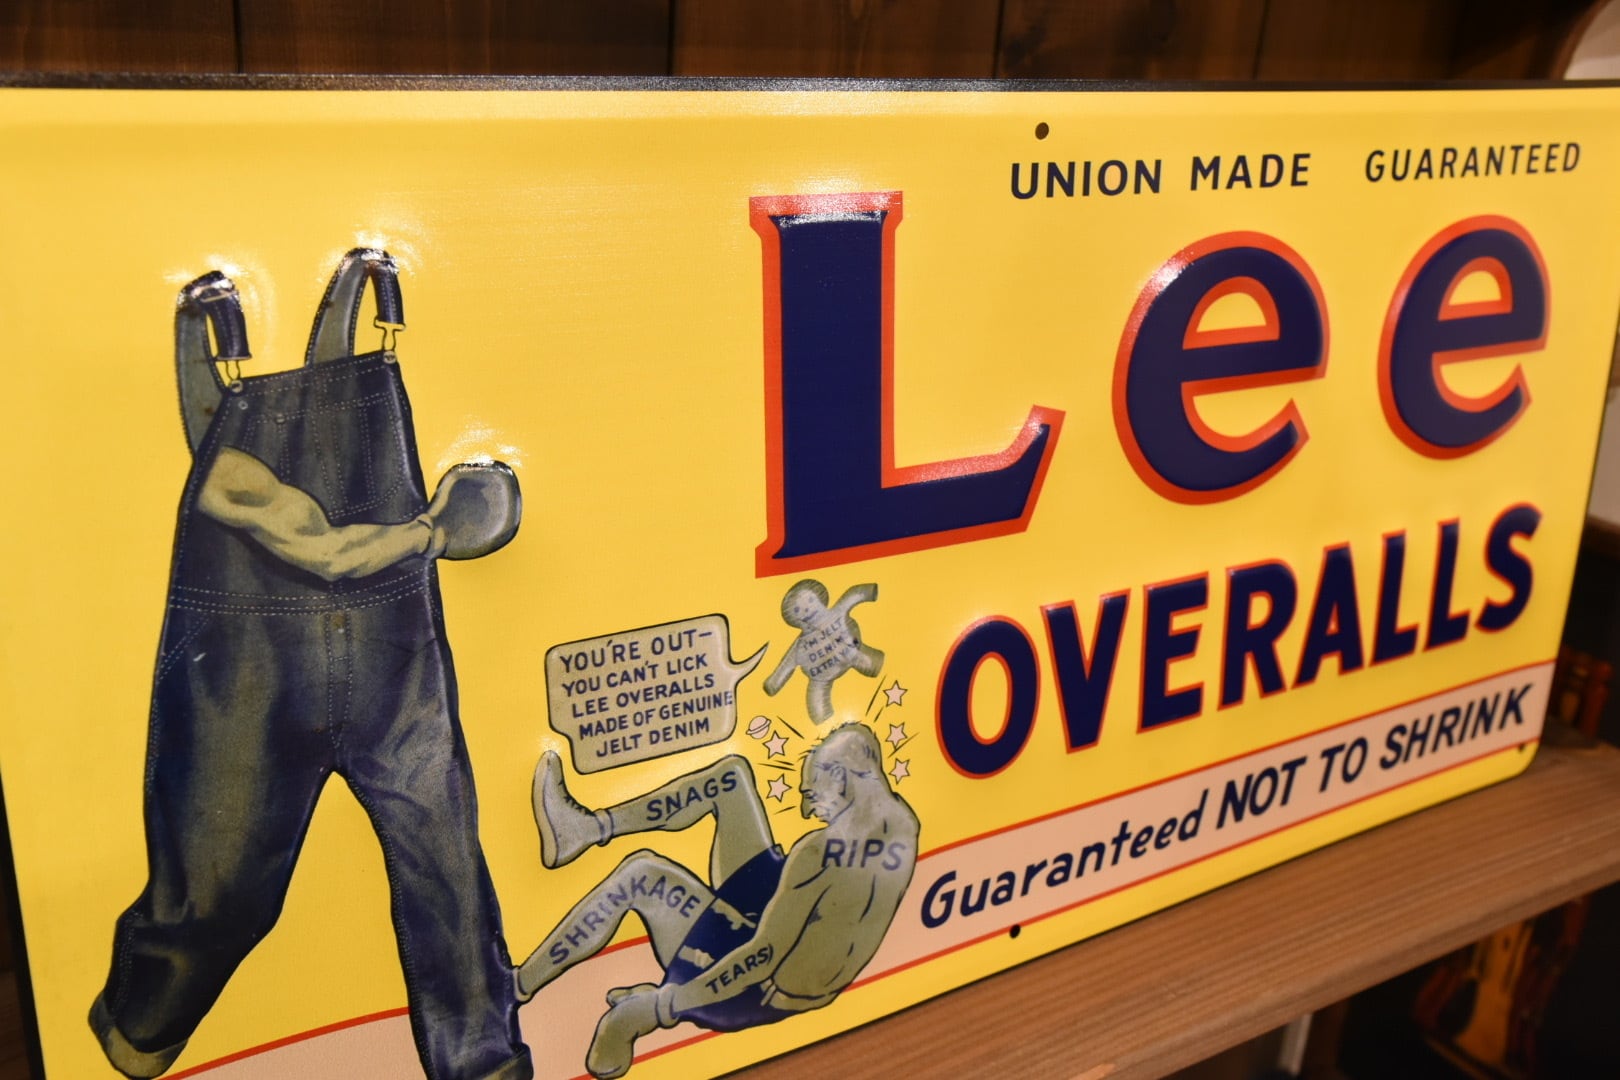 UNION MADE GUARANTEED
Lee
OVERALLS
Guaranteed NOT TO SHRINK
YOU'RE OUT-
YOU CAN'T LICK
LEE OVERALLS
MADE OF GENUINE
JELT DENIM
I'M JELT
DENIM
EXTRA
SNAGS
RIPS
SHRINKAGE
TEARS